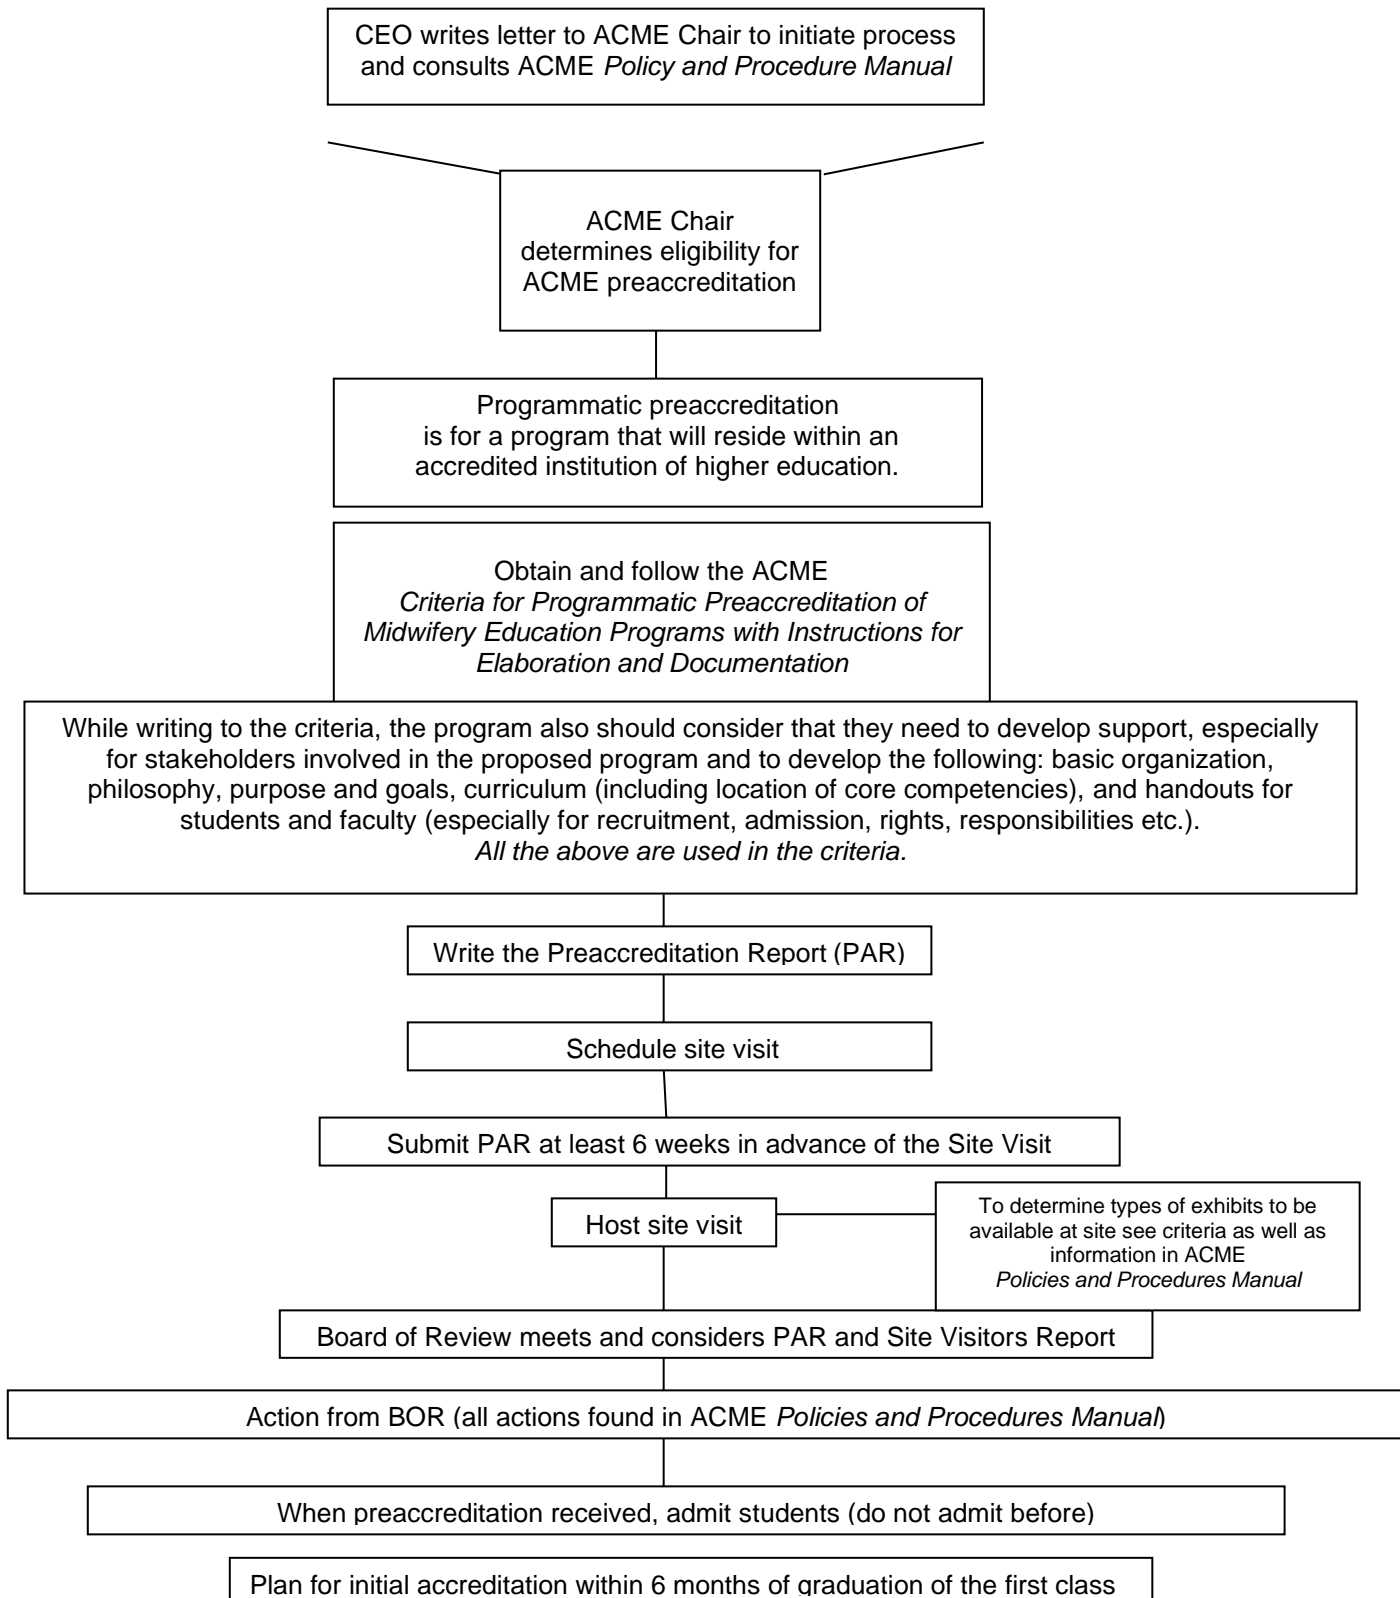 CEO writes letter to ACME Chair to initiate process
and consults ACME Policy and Procedure Manual
ACME Chair
determines eligibility for
ACME preaccreditation
Programmatic preaccreditation
is for a program that will reside within an
accredited institution of higher education.
Obtain and follow the ACME
Criteria for Programmatic Preaccreditation of
Midwifery Education Programs with Instructions for
Elaboration and Documentation
While writing to the criteria, the program also should consider that they need to develop support, especially
for stakeholders involved in the proposed program and to develop the following: basic organization,
philosophy, purpose and goals, curriculum (including location of core competencies), and handouts for
students and faculty (especially for recruitment, admission, rights, responsibilities etc.).
All the above are used in the criteria.
Write the Preaccreditation Report (PAR)
Schedule site visit
Submit PAR at least 6 weeks in advance of the Site Visit
Host site visit
To determine types of exhibits to be
available at site see criteria as well as
information in ACME
Policies and Procedures Manual
Board of Review meets and considers PAR and Site Visitors Report
Action from BOR (all actions found in ACME Policies and Procedures Manual)
When preaccreditation received, admit students (do not admit before)
Plan for initial accreditation within 6 months of graduation of the first class